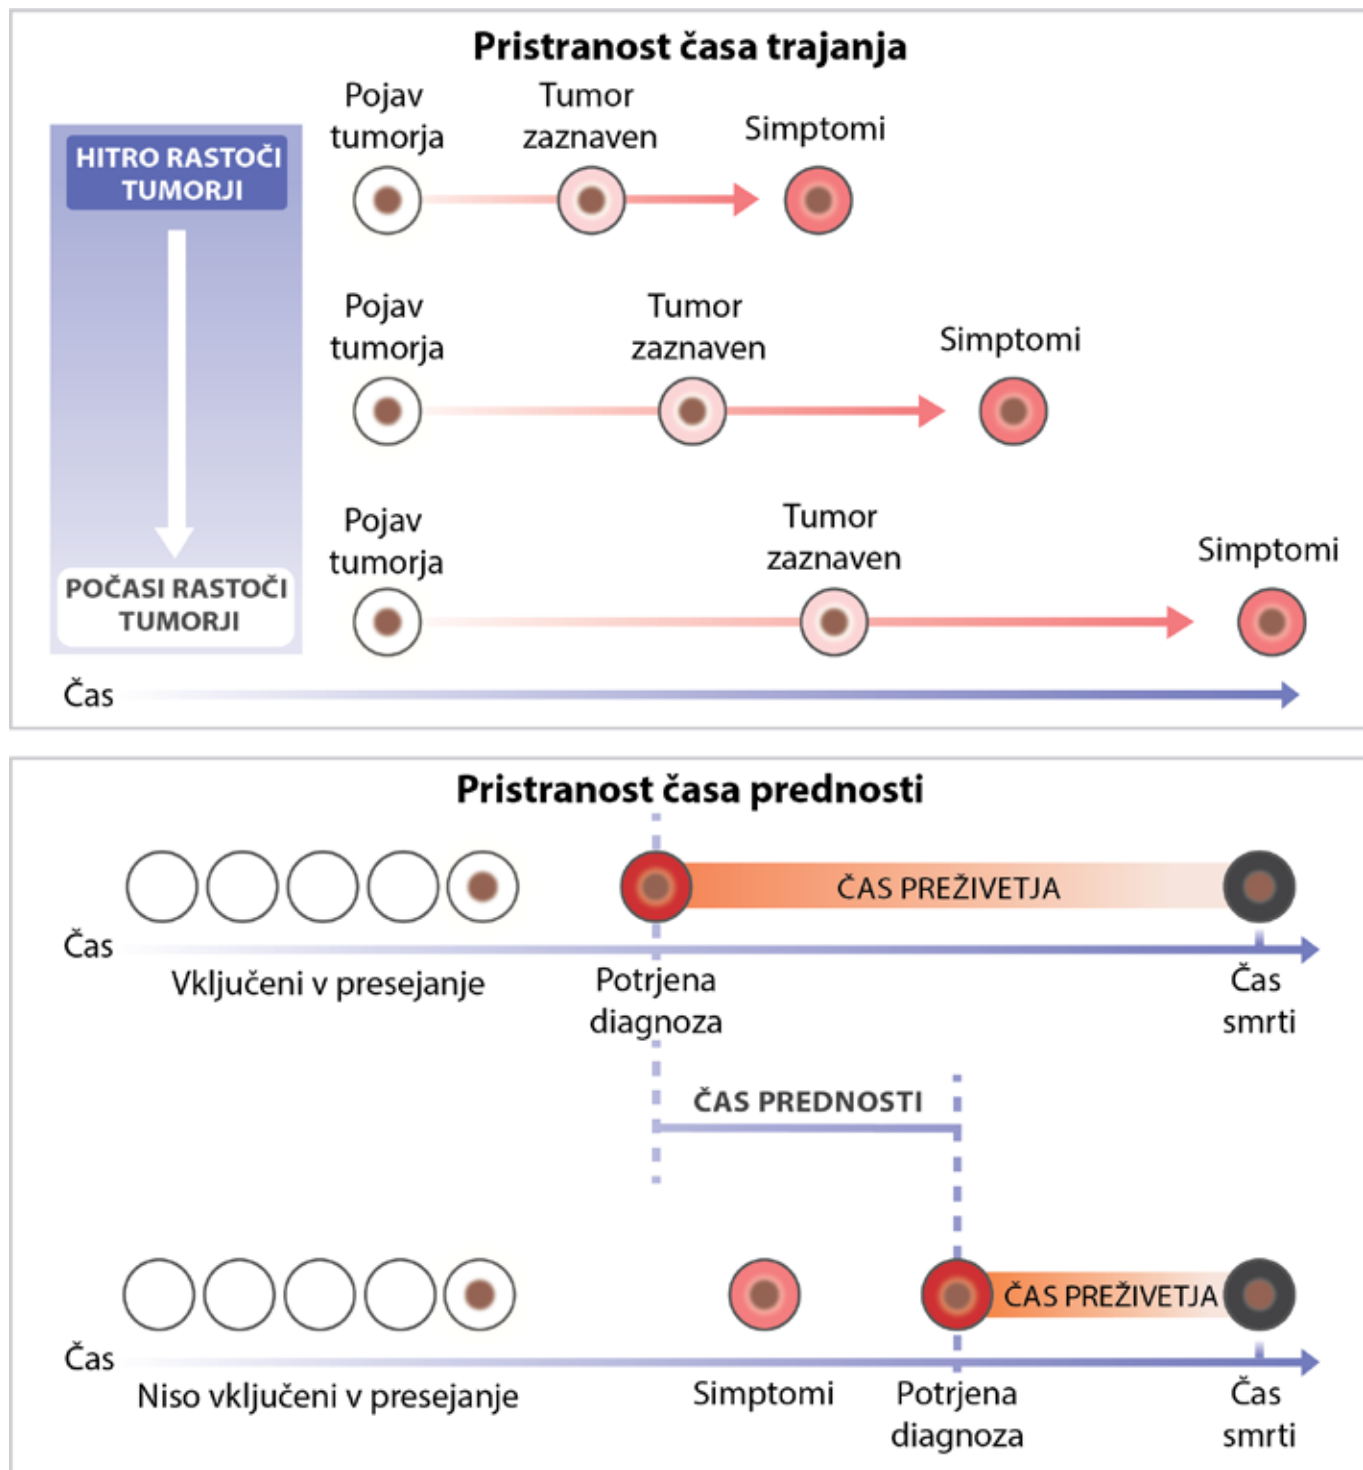 Pristranost časa trajanja
HITRO RASTOČI
TUMORJI
Pojav
tumorja
Tumor
zaznaven
Simptomi
Pojav
tumorja
Tumor
zaznaven
Simptomi
POČASI RASTOČI
TUMORJI
Pojav
tumorja
Tumor
zaznaven
Simptomi
Čas
Pristranost časa prednosti
ČAS PREŽIVETJA
Čas
Vključeni v presejanje
Potrjena
diagnoza
Čas
smrti
ČAS PREDNOSTI
ČAS PREŽIVETJA
Čas
Niso vključeni v presejanje
Simptomi
Potrjena
diagnoza
Čas
smrti